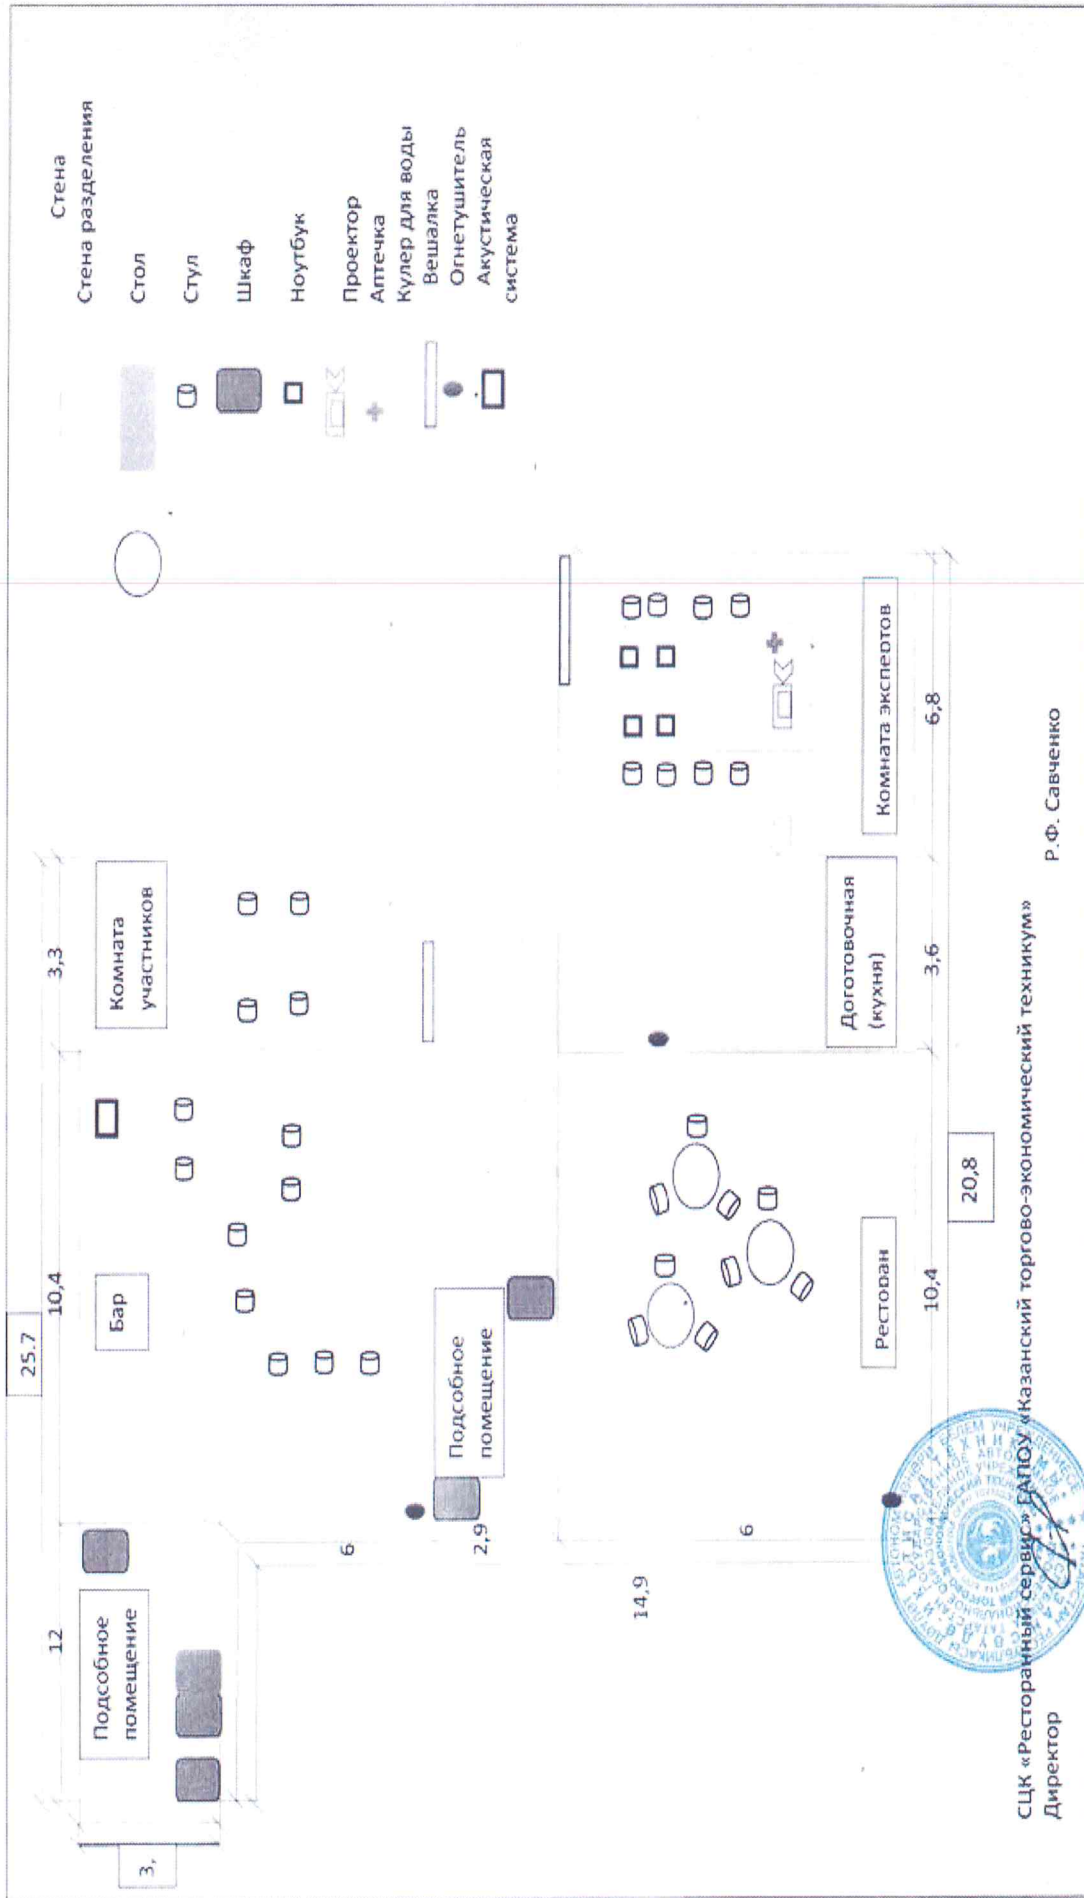 25.7
12
10,4
3,3
3,
Подсобное
помещение
Бар
Комната
участников
6
2,9
14,9
6
Подсобное
помещение
Ресторан
Доготовочная
(кухня)
Комната экспертов
10,4
3,6
6,8
20,8
Стена
Стена разделения
Стол
Стул
Шкаф
Ноутбук
Проектор
Аптечка
Кулер для воды
Вешалка
Огнетушитель
Акустическая
система
СЦК «Ресторанный сервис» ГАПОУ «Казанский торгово-экономический техникум»
Директор
Р.Ф. Савченко